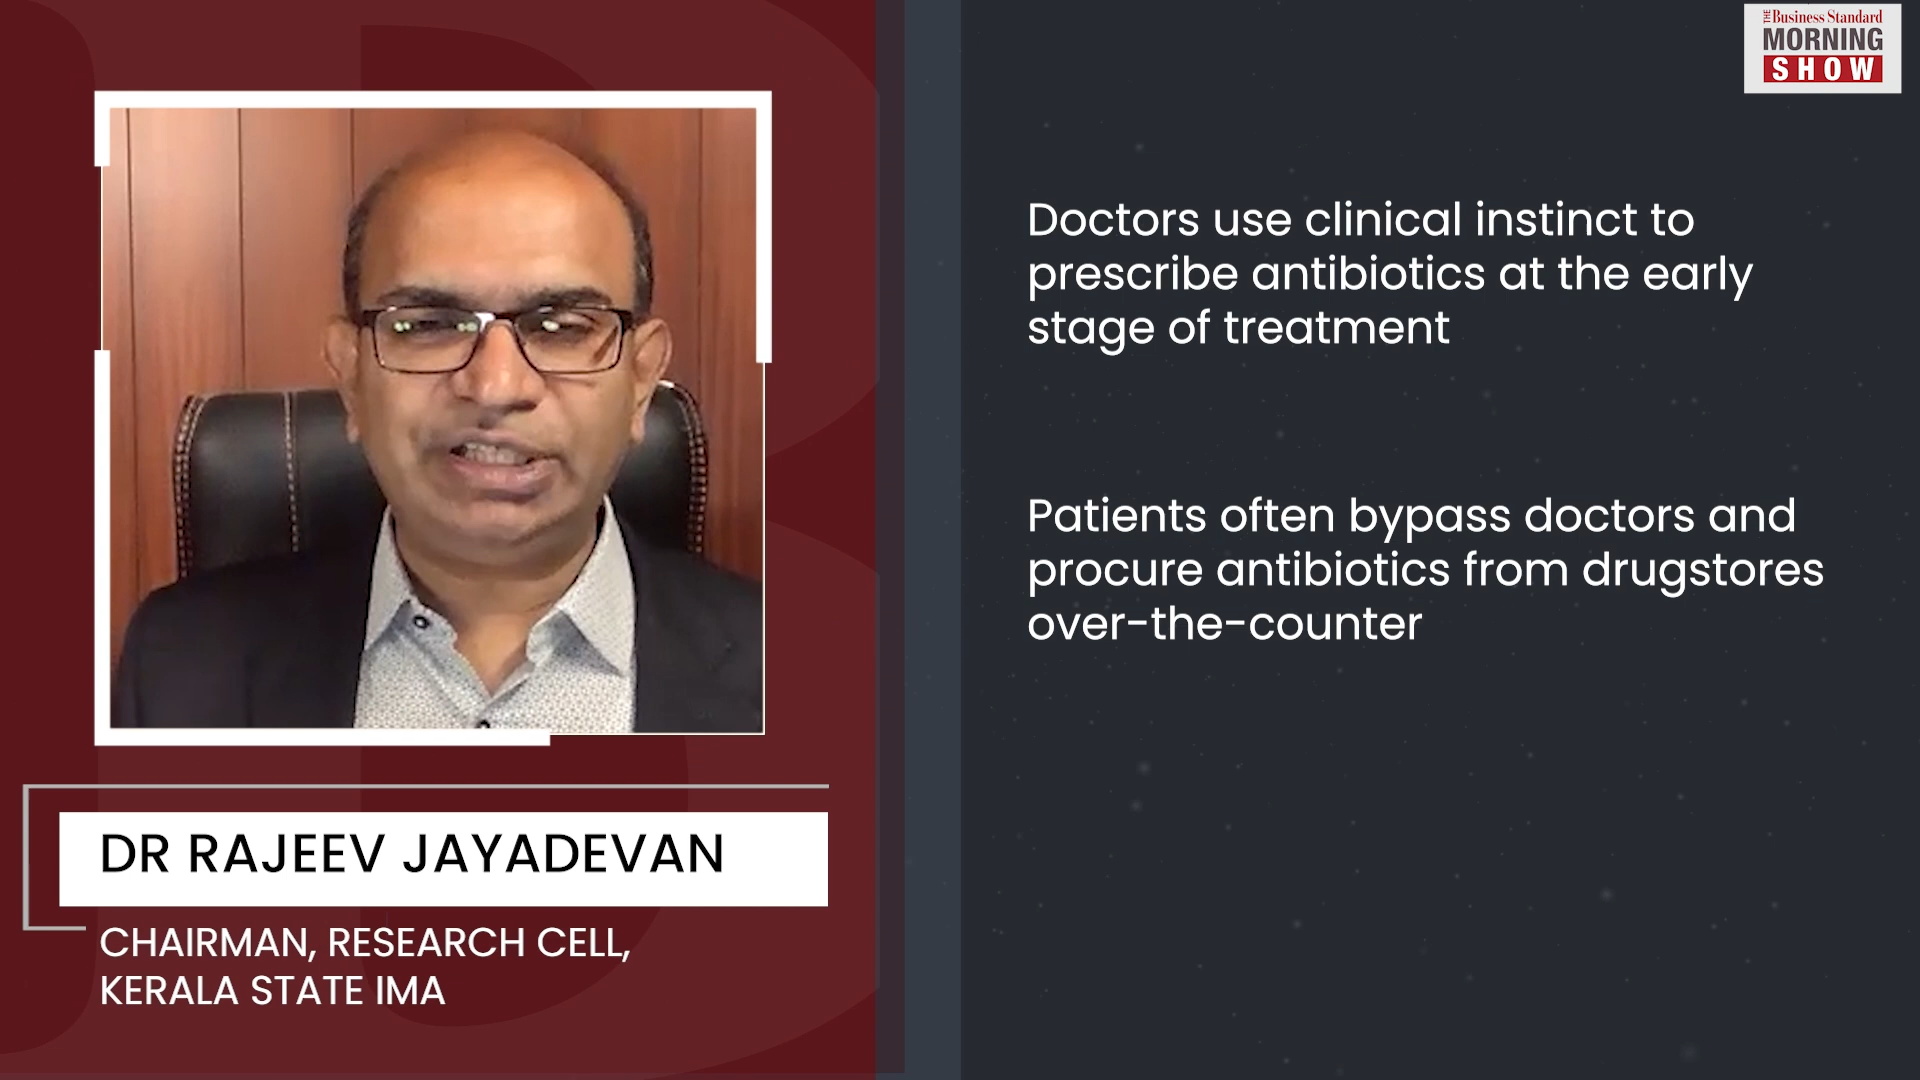 THE Business Standard
MORNING
SHOW
Doctors use clinical instinct to
prescribe antibiotics at the early
stage of treatment
Patients often bypass doctors and
procure antibiotics from drugstores
over-the-counter
DR RAJEEV JAYADEVAN
CHAIRMAN, RESEARCH CELL,
KERALA STATE IMA